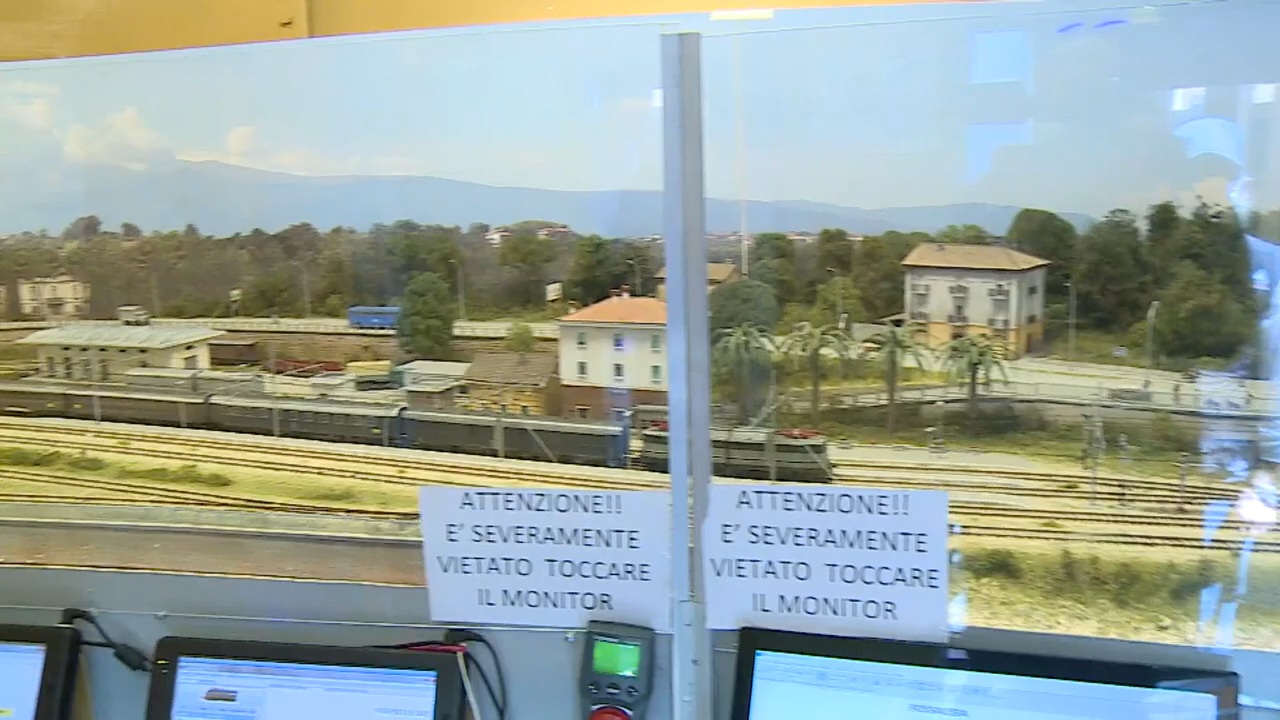 ATTENZIONE!!
E' SEVERAMENTE
VIETATO TOCCARE
IL MONITOR
ATTENZIONE!!
E' SEVERAMENTE
VIETATO TOCCARE
IL MONITOR